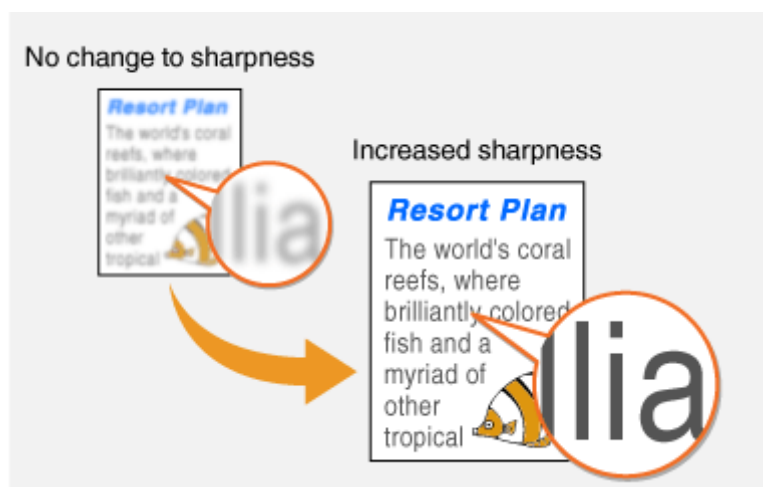 No change to sharpness
Resort Plan
The world's coral
reefs, where
brilliantly colored
fish and a
myriad of
other
tropical
lia
Increased sharpness
Resort Plan
The world's coral
reefs, where
brilliantly colored
fish and a
myriad of
other
tropical
llia